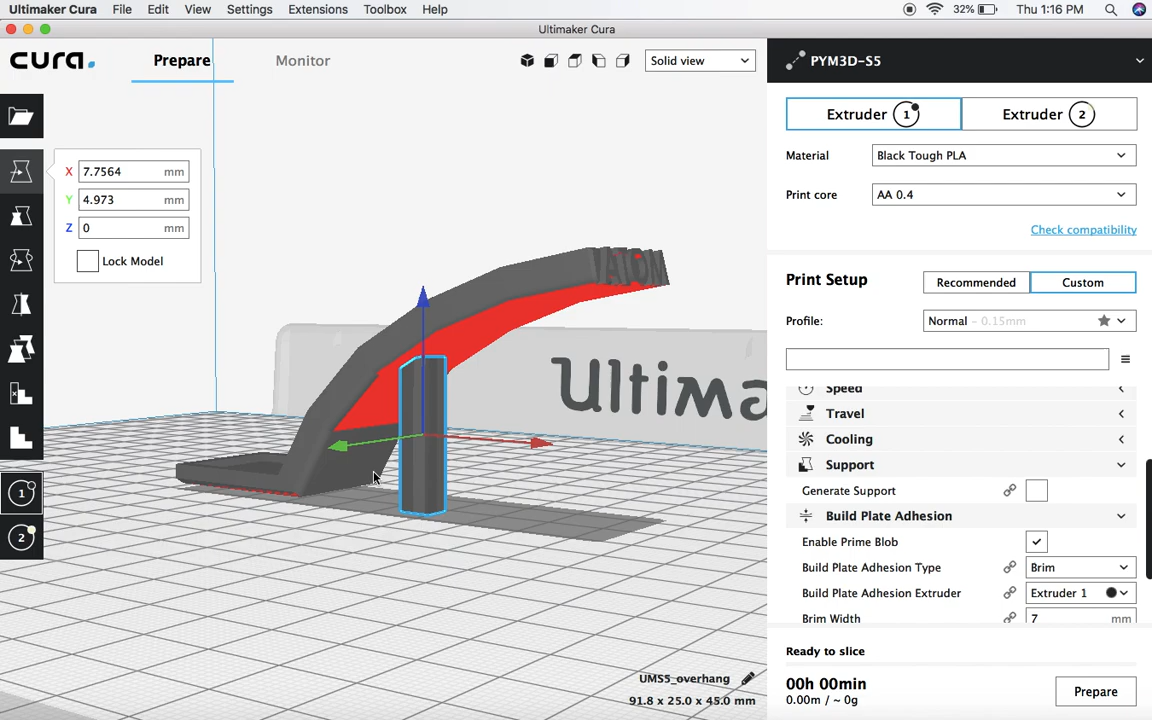 Ultimaker Cura File Edit View Settings Extensions Toolbox Help 32% Thu 1:16 PM
Ultimaker Cura
cura. Prepare Monitor Solid view PYM3D-S5
Extruder 1 Extruder 2
Material Black Tough PLA
Print core AA 0.4
Check compatibility
X 7.7564 mm
Y 4.973 mm
Z 0 mm
Lock Model
Print Setup Recommended Custom
Profile: Normal - 0.15mm
Speed
Travel
Cooling
Support
Generate Support
Build Plate Adhesion
Enable Prime Blob
Build Plate Adhesion Type Brim
Build Plate Adhesion Extruder Extruder 1
Brim Width 7 mm
1
2
Ultima
UMS5_overhang
91.8 x 25.0 x 45.0 mm
Ready to slice
00h 00min
0.00m / ~ 0g
Prepare